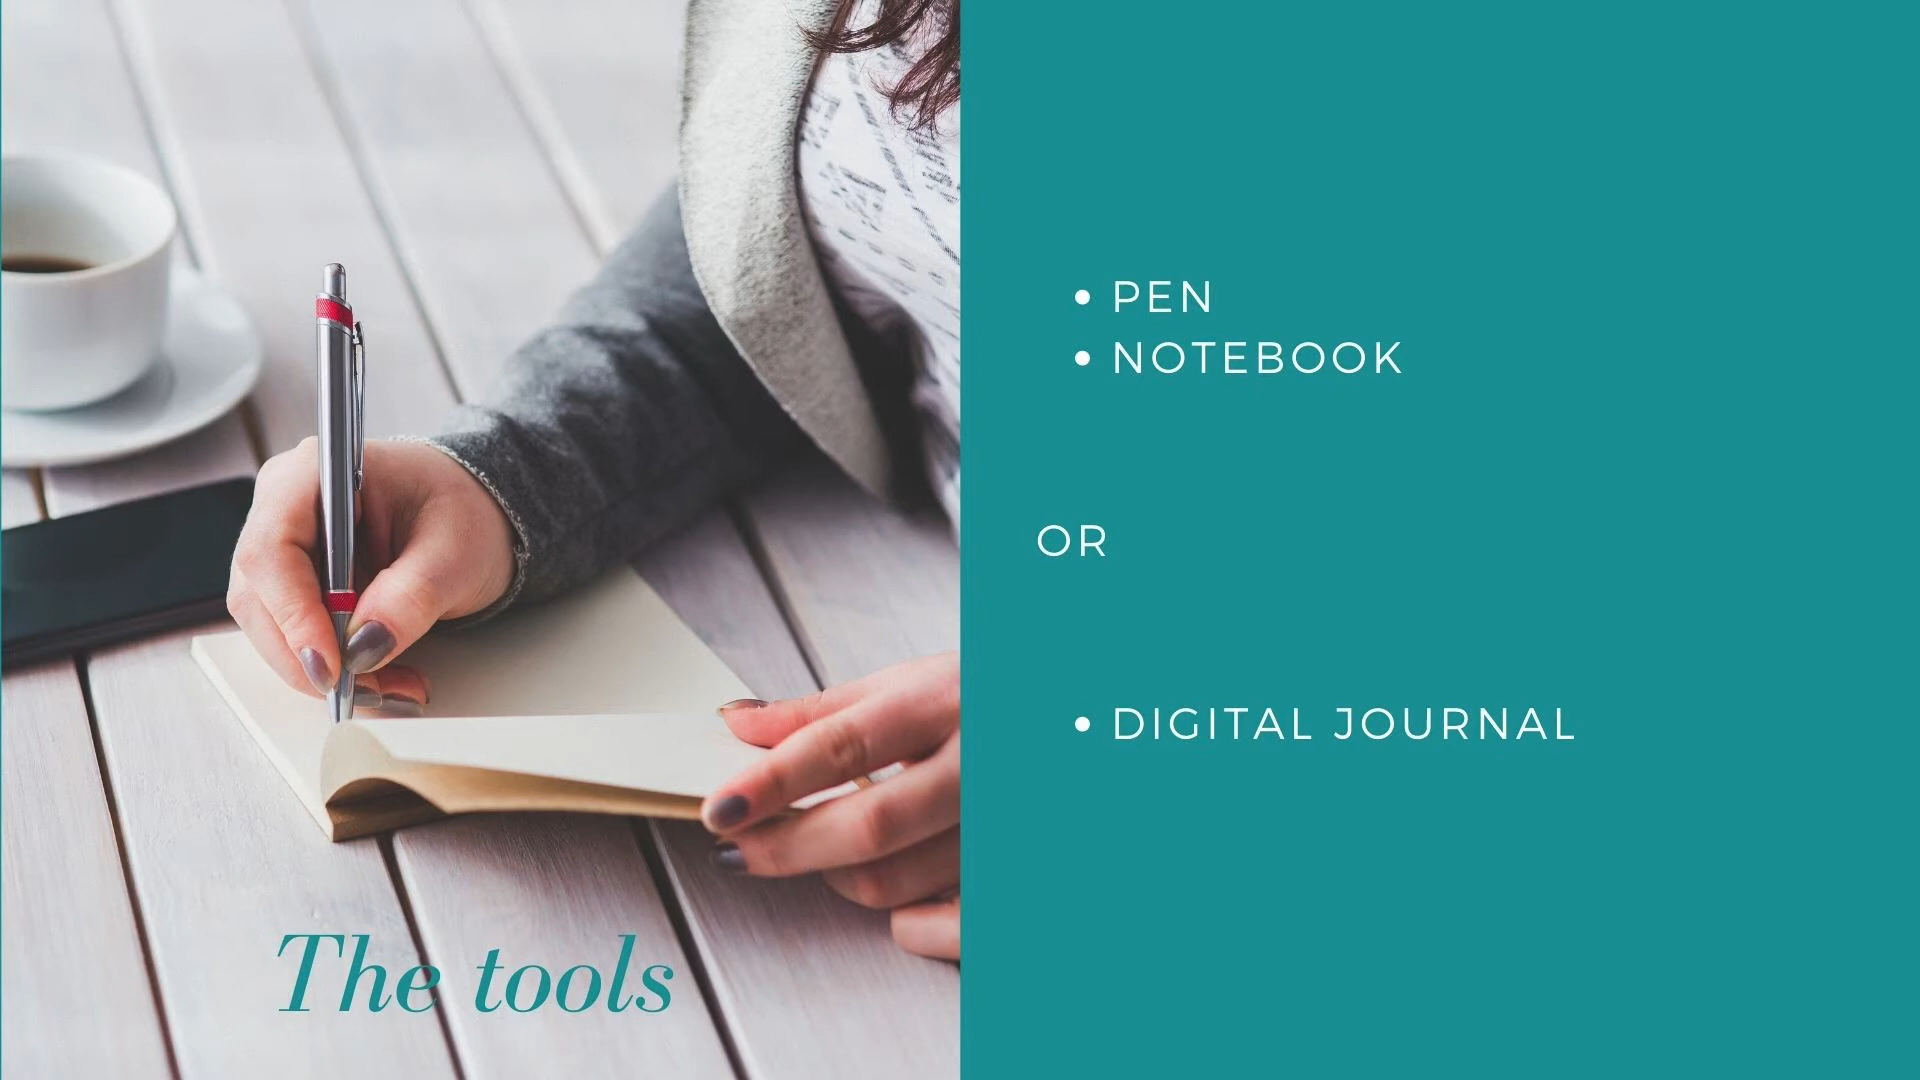 The tools
• PEN
• NOTEBOOK
OR
• DIGITAL JOURNAL